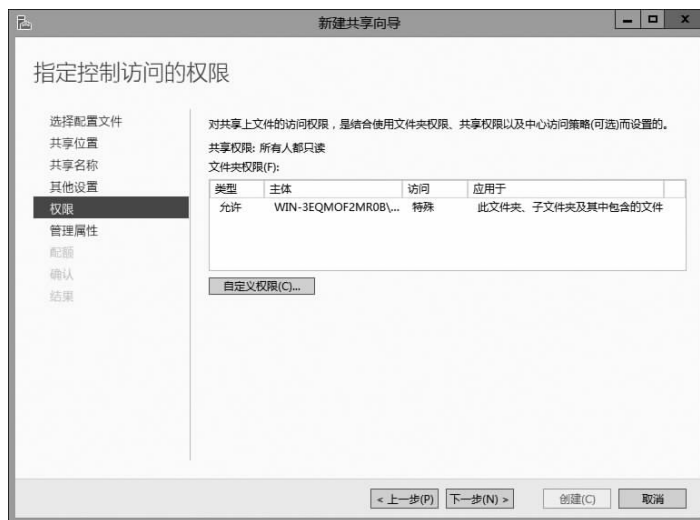 新建共享向导
指定控制访问的权限
选择配置文件
共享位置
共享名称
其他设置
权限
管理属性
配额
确认
结果
对共享上文件的访问权限，是结合使用文件夹权限、共享权限以及中心访问策略(可选)而设置的。
共享权限: 所有人都只读
文件夹权限(F):
类型 主体 访问 应用于
允许 WIN-3EQMOF2MR0B\... 特殊 此文件夹、子文件夹及其中包含的文件
自定义权限(C)...
< 上一步(P) 下一步(N) > 创建(C) 取消